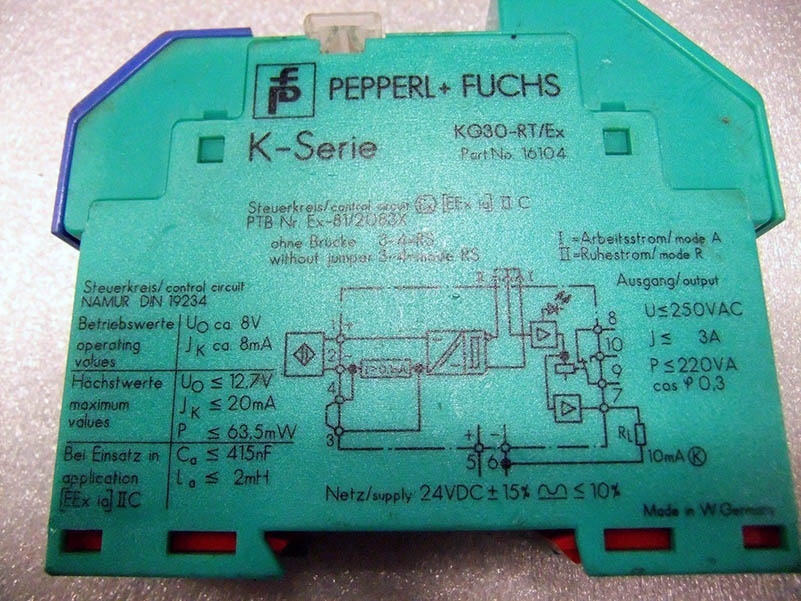 PEPPERL + FUCHS
K-Serie
KG30-RT/Ex
Part No. 16104
Steuerkreis/control circuit Ex [EEx ia] II C
PTB Nr. Ex-81/2083X
ohne Brücke 3-4-RS
without jumper 3-4-mode RS
I = Arbeitsstrom/mode A
II = Ruhestrom/mode R
Steuerkreis/control circuit
NAMUR DIN 19234
Betriebswerte
operating
values
U0 ca. 8V
JK ca. 8mA
Höchstwerte
maximum
values
U0 ≤ 12,7V
JK ≤ 20mA
P ≤ 63,5mW
Bei Einsatz in
application
[EEx ia] II C
Ca ≤ 415nF
La ≤ 2mH
Ausgang/output
U ≤ 250VAC
J ≤ 3A
P ≤ 220VA
cos φ 0,3
II I
1 +
2 -
4
3
8
10
9
7
+ -
5 6
RL
10mA K
Netz/supply 24VDC ± 15% ≤ 10%
Made in W.Germany